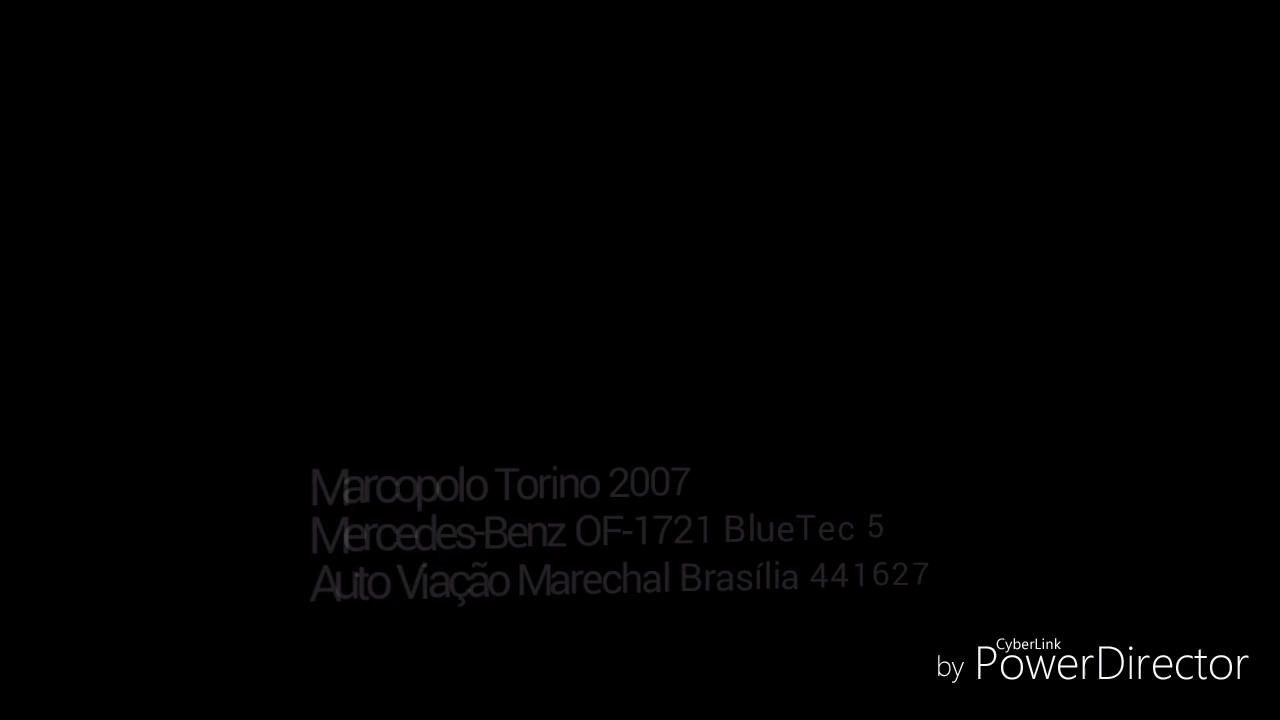 Marcopolo Torino 2007
Mercedes-Benz OF-1721 BlueTec 5
Auto Viação Marechal Brasília 441627
by CyberLink PowerDirector